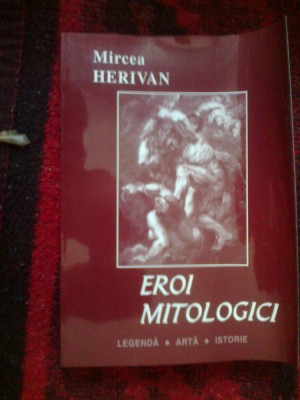 Mircea
HERIVAN
EROI
MITOLOGICI
LEGENDĂ ♦ ARTĂ ♦ ISTORIE